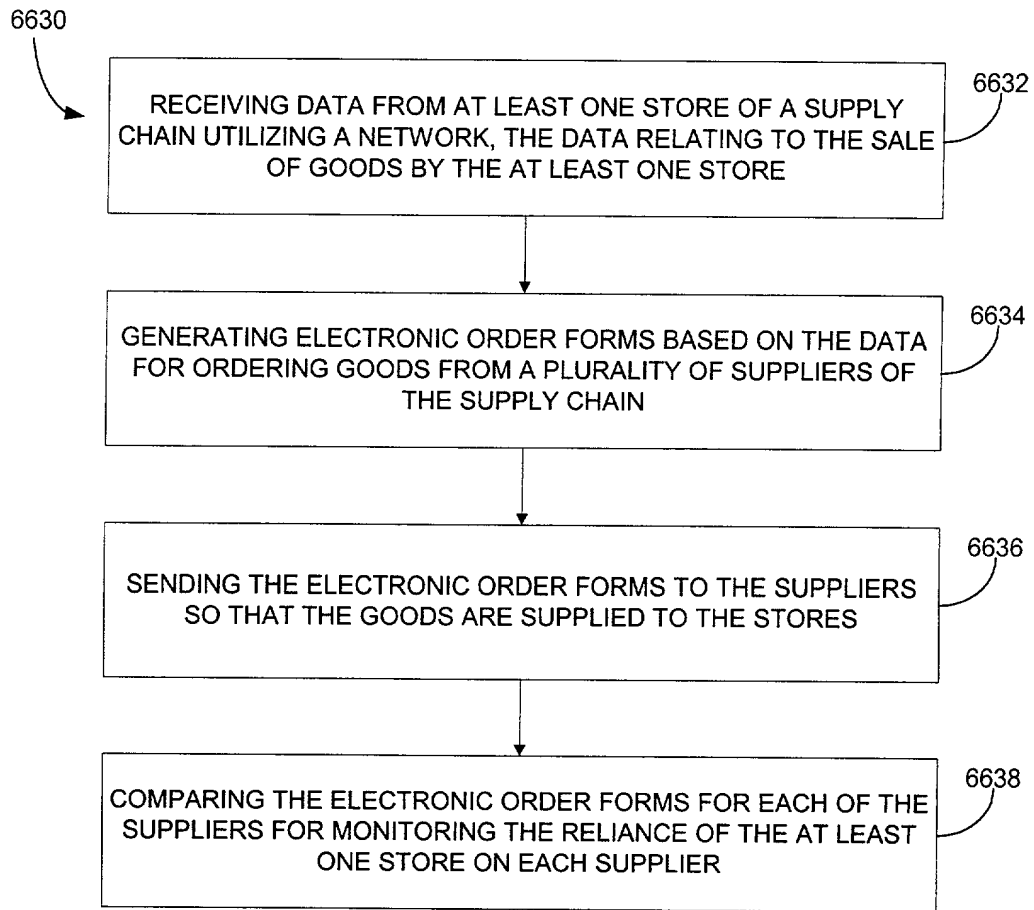 6630
RECEIVING DATA FROM AT LEAST ONE STORE OF A SUPPLY
CHAIN UTILIZING A NETWORK, THE DATA RELATING TO THE SALE
OF GOODS BY THE AT LEAST ONE STORE
6632
GENERATING ELECTRONIC ORDER FORMS BASED ON THE DATA
FOR ORDERING GOODS FROM A PLURALITY OF SUPPLIERS OF
THE SUPPLY CHAIN
6634
SENDING THE ELECTRONIC ORDER FORMS TO THE SUPPLIERS
SO THAT THE GOODS ARE SUPPLIED TO THE STORES
6636
COMPARING THE ELECTRONIC ORDER FORMS FOR EACH OF THE
SUPPLIERS FOR MONITORING THE RELIANCE OF THE AT LEAST
ONE STORE ON EACH SUPPLIER
6638